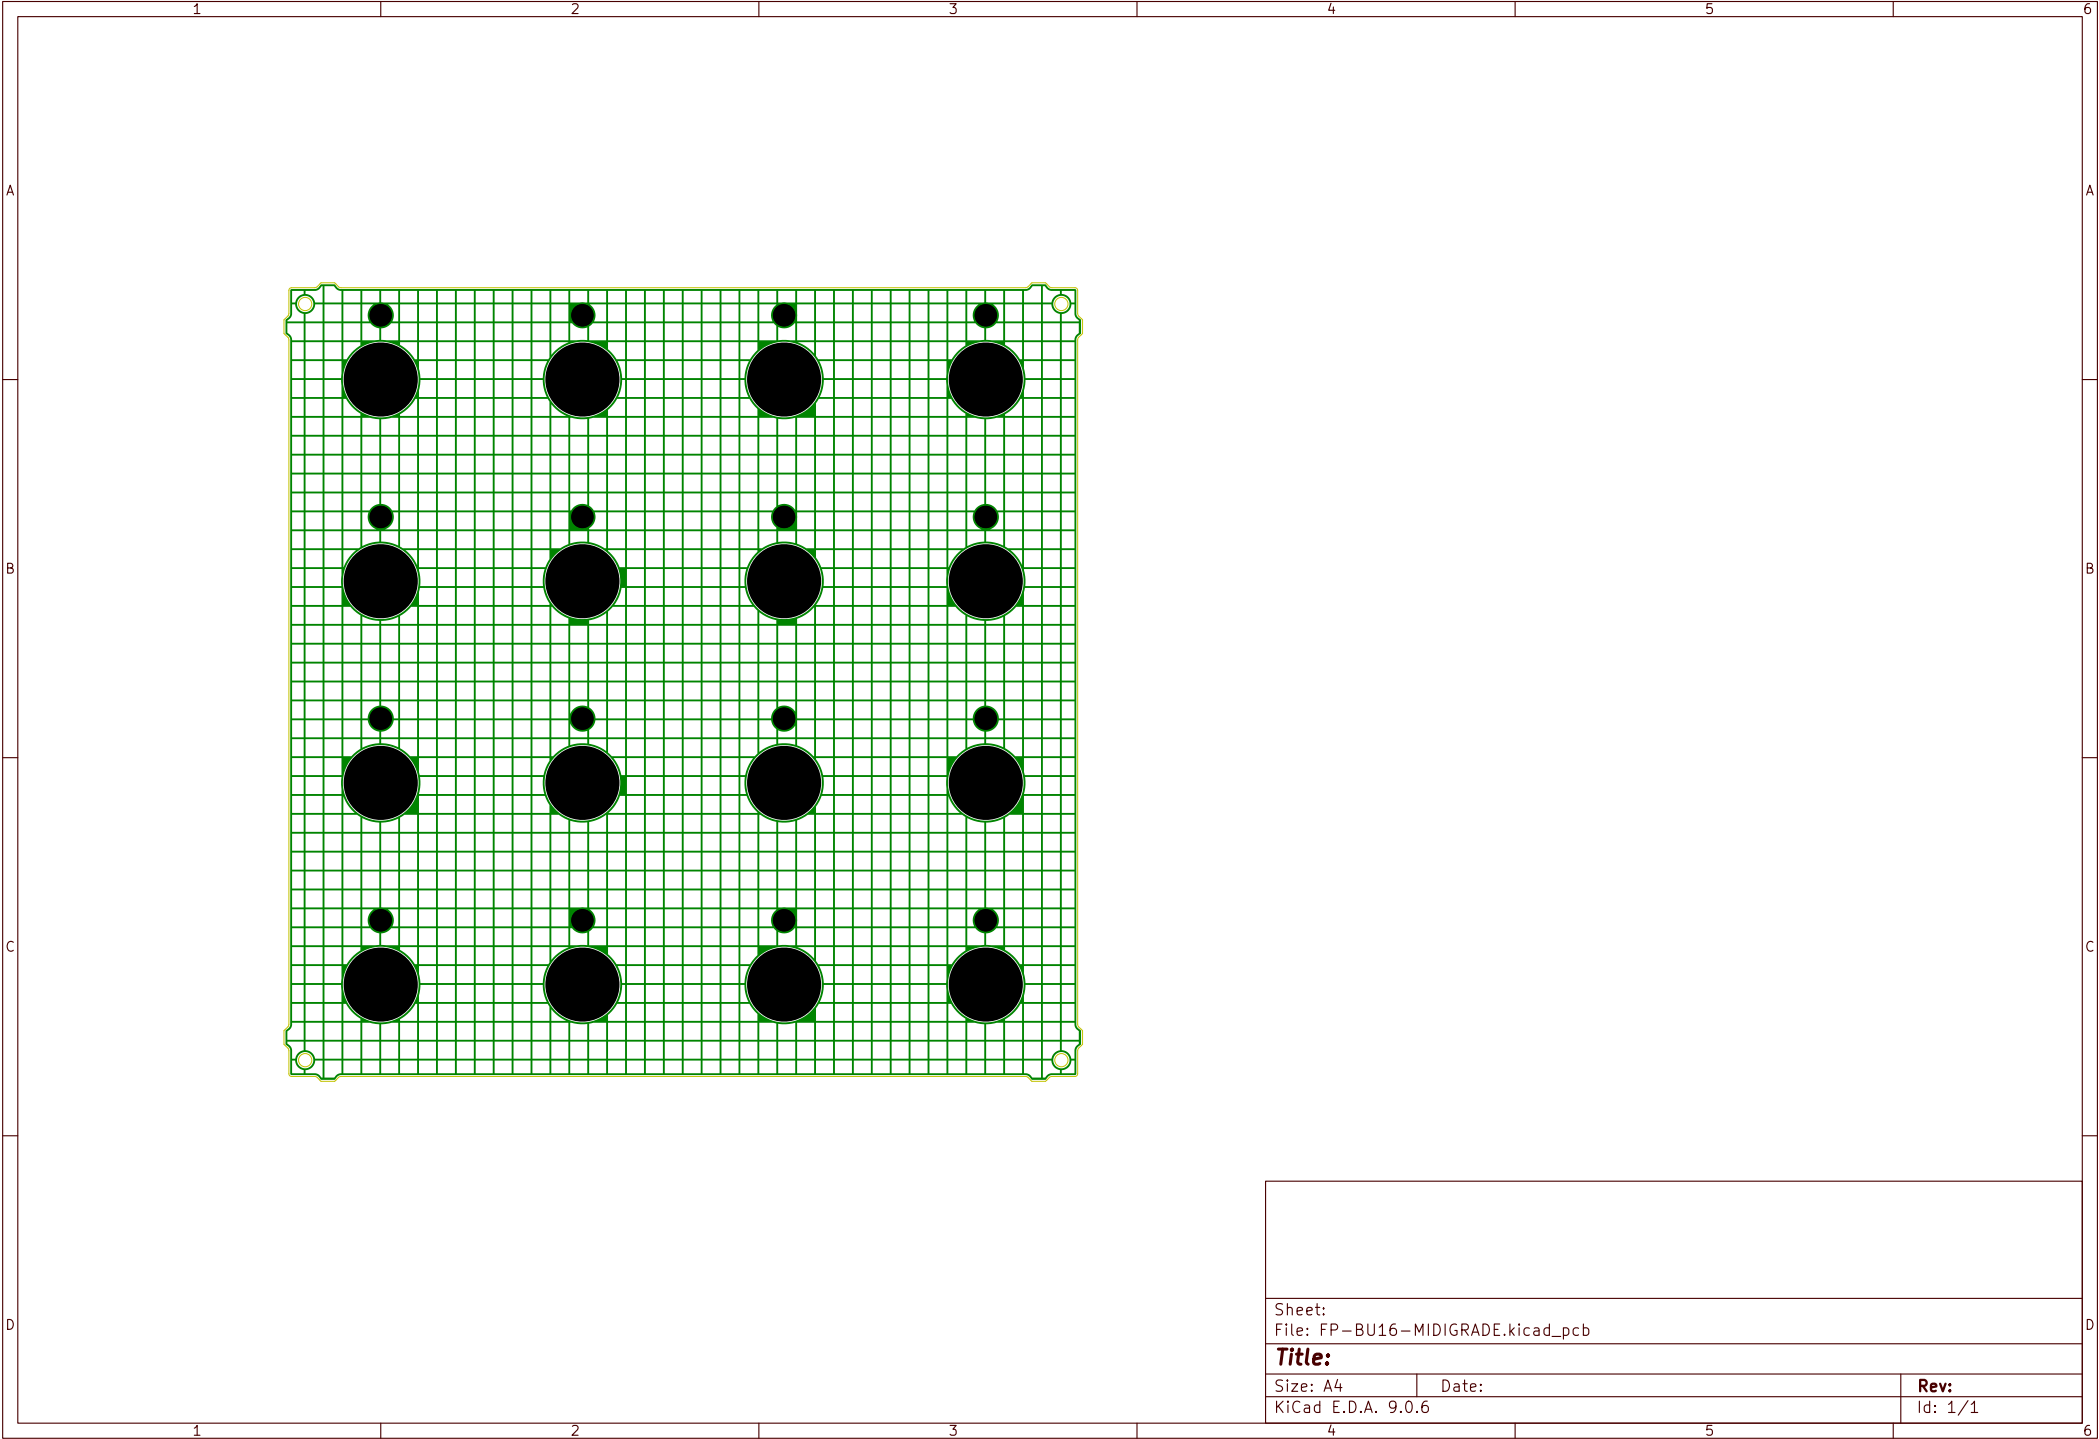 1 2 3 4 5 6
A A
B B
C C
D D
Sheet:
File: FP-BU16-MIDIGRADE.kicad_pcb
Title:
Size: A4 Date: Rev:
KiCad E.D.A. 9.0.6 Id: 1/1
1 2 3 4 5 6